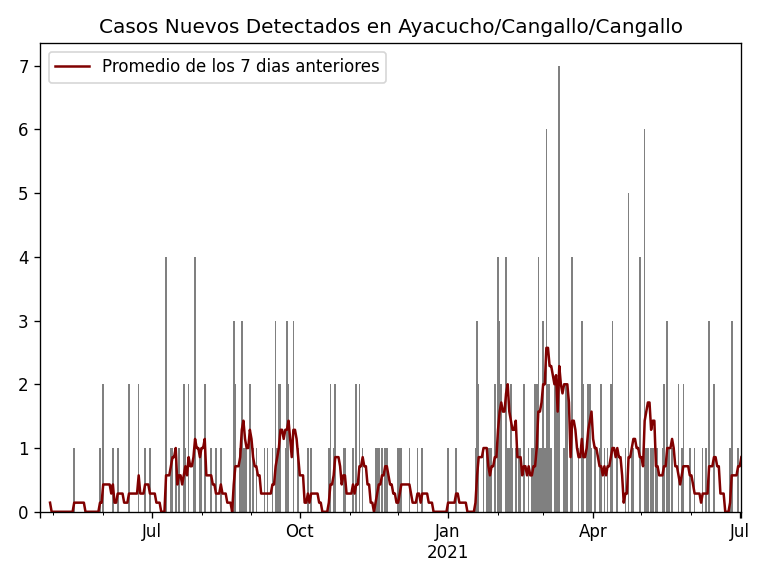 Casos Nuevos Detectados en Ayacucho/Cangallo/Cangallo
Promedio de los 7 dias anteriores
7
6
5
4
3
2
1
0
Jul
Oct
Jan
2021
Apr
Jul